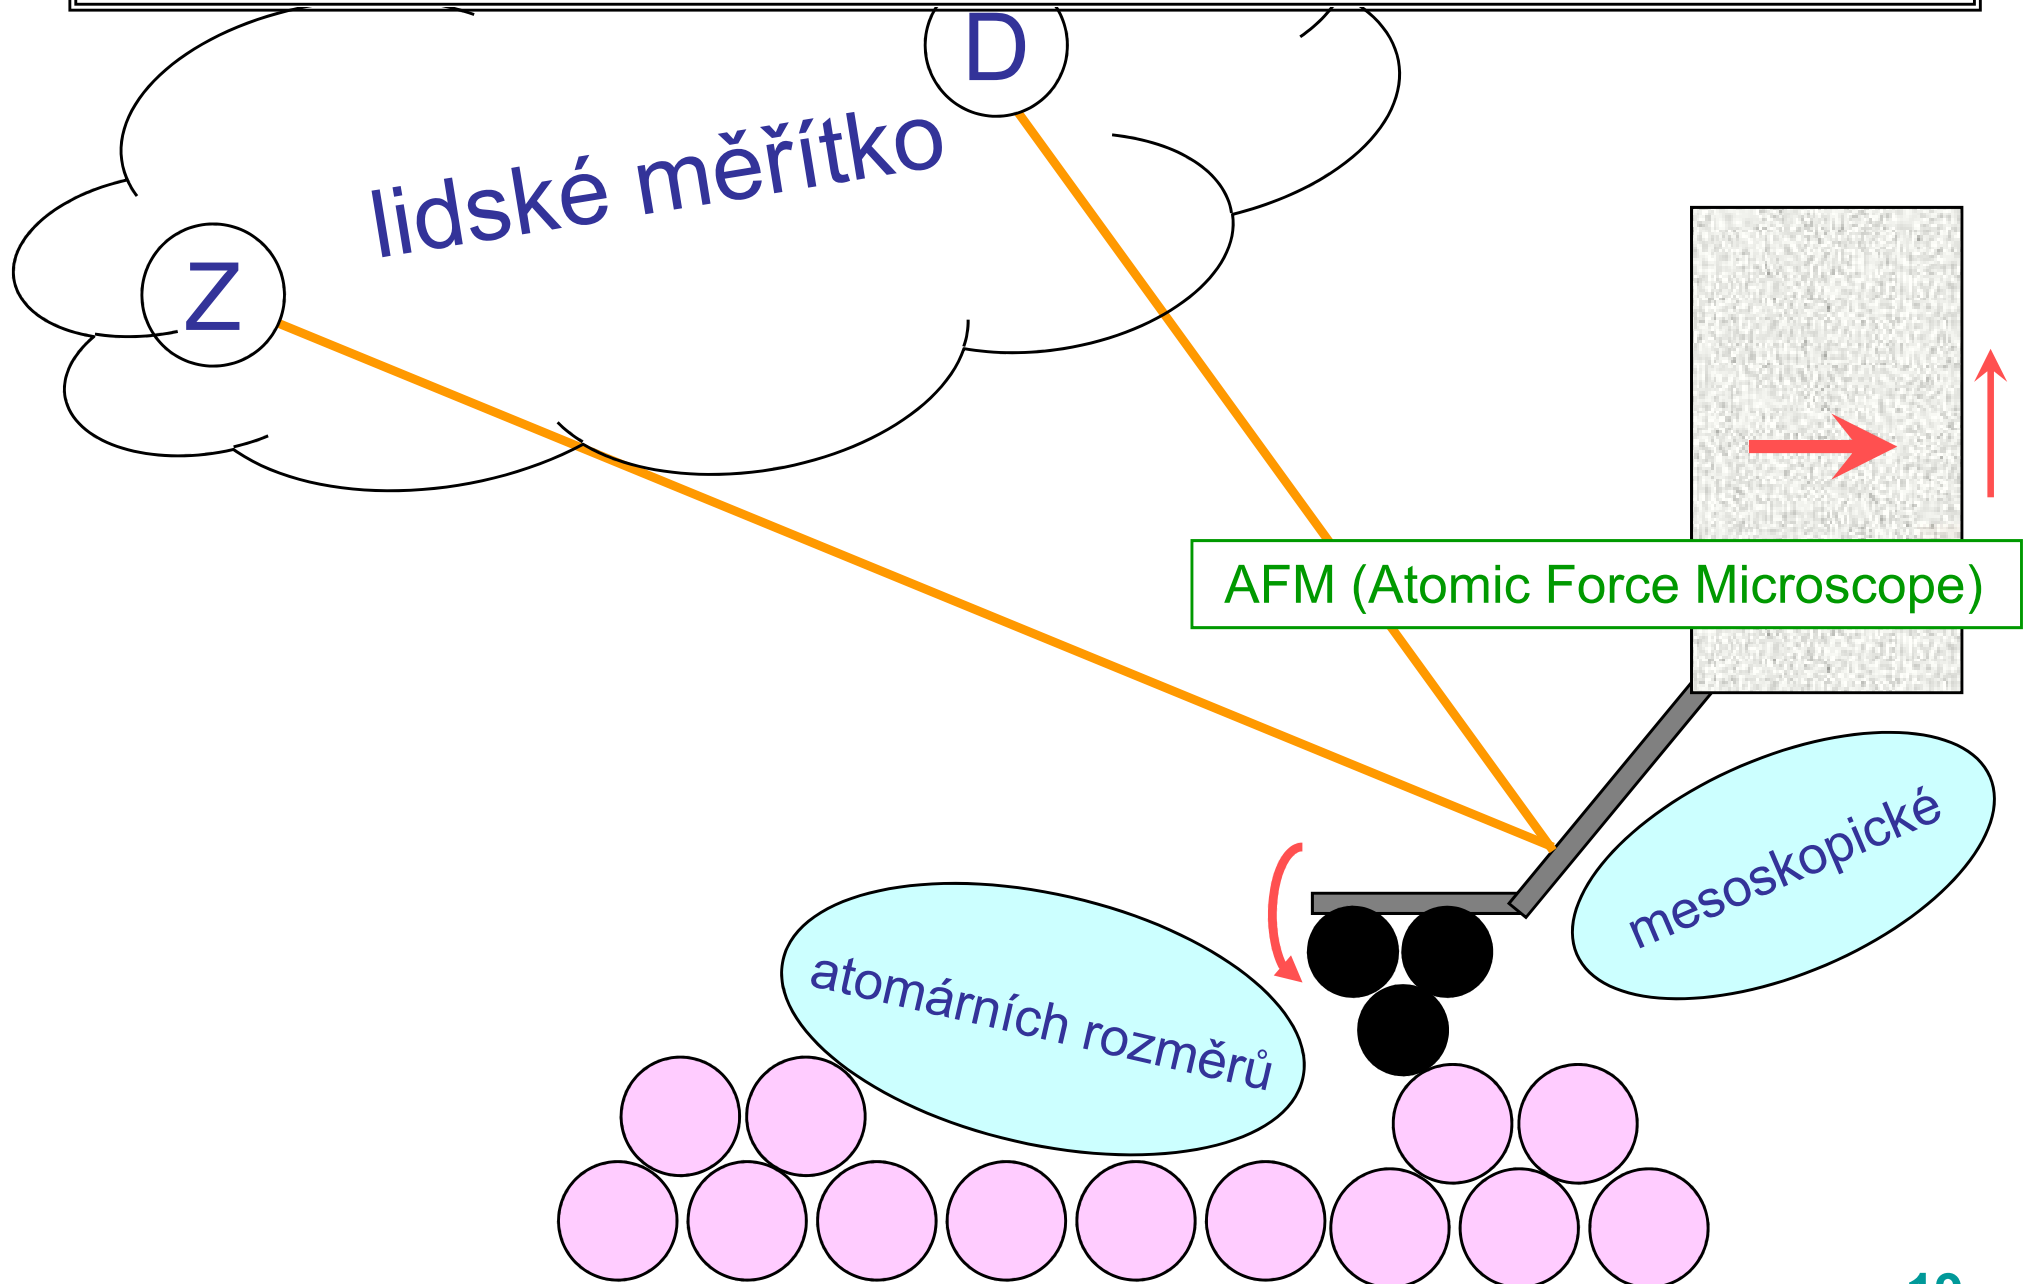 D
lidské měřítko
Z
AFM (Atomic Force Microscope)
mesoskopické
atomárních rozměrů